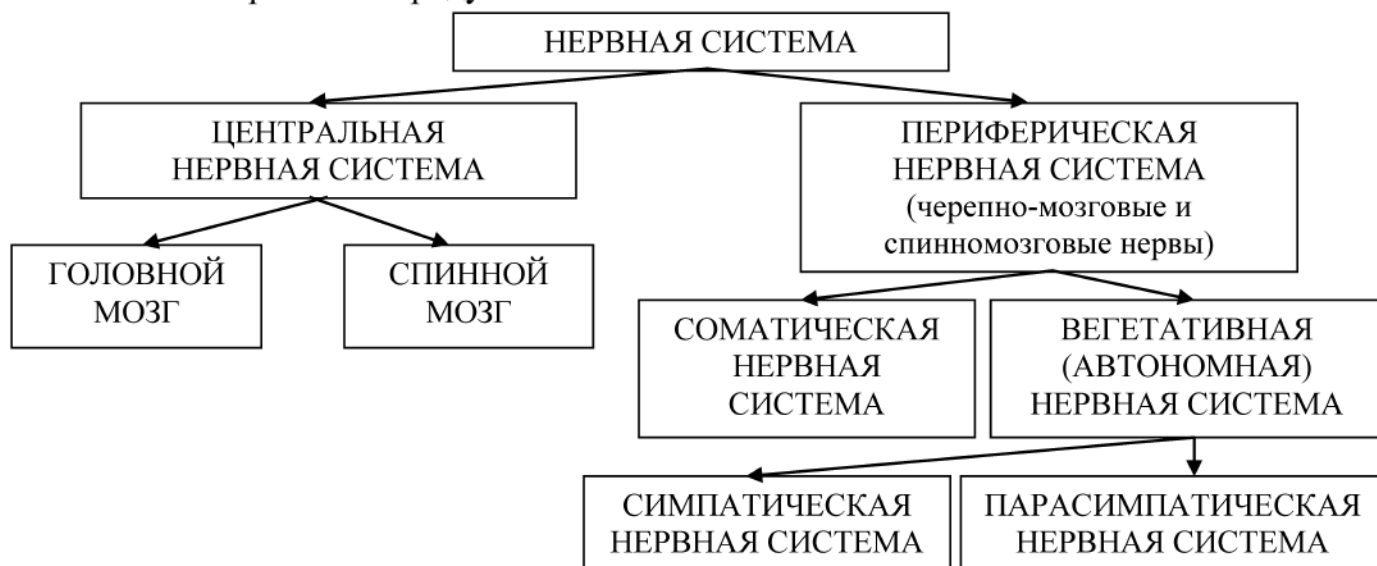 НЕРВНАЯ СИСТЕМА
ЦЕНТРАЛЬНАЯ
НЕРВНАЯ СИСТЕМА
ПЕРИФЕРИЧЕСКАЯ
НЕРВНАЯ СИСТЕМА
(черепно-мозговые и
спинномозговые нервы)
ГОЛОВНОЙ
МОЗГ
СПИННОЙ
МОЗГ
СОМАТИЧЕСКАЯ
НЕРВНАЯ
СИСТЕМА
ВЕГЕТАТИВНАЯ
(АВТОНОМНАЯ)
НЕРВНАЯ СИСТЕМА
СИМПАТИЧЕСКАЯ
НЕРВНАЯ СИСТЕМА
ПАРАСИМПАТИЧЕСКАЯ
НЕРВНАЯ СИСТЕМА